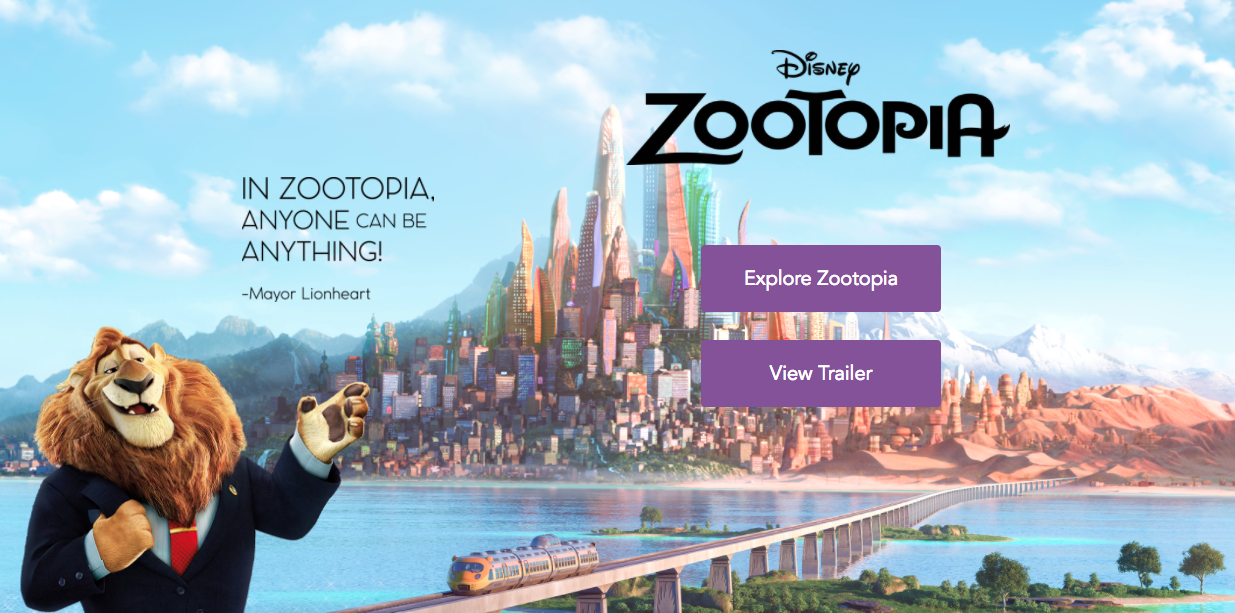 DISNEY
ZOOTOPIA
IN ZOOTOPIA,
ANYONE CAN BE
ANYTHING!
-Mayor Lionheart
Explore Zootopia
View Trailer